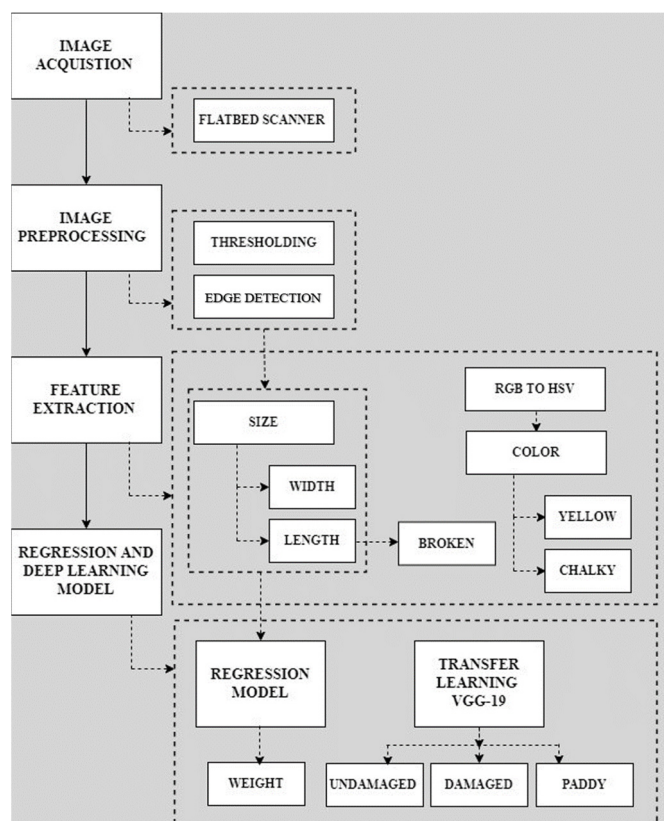 IMAGE
ACQUISTION
FLATBED SCANNER
IMAGE
PREPROCESSING
THRESHOLDING
EDGE DETECTION
FEATURE
EXTRACTION
SIZE
WIDTH
LENGTH
BROKEN
RGB TO HSV
COLOR
YELLOW
CHALKY
REGRESSION AND
DEEP LEARNING
MODEL
REGRESSION
MODEL
WEIGHT
TRANSFER
LEARNING
VGG-19
UNDAMAGED
DAMAGED
PADDY